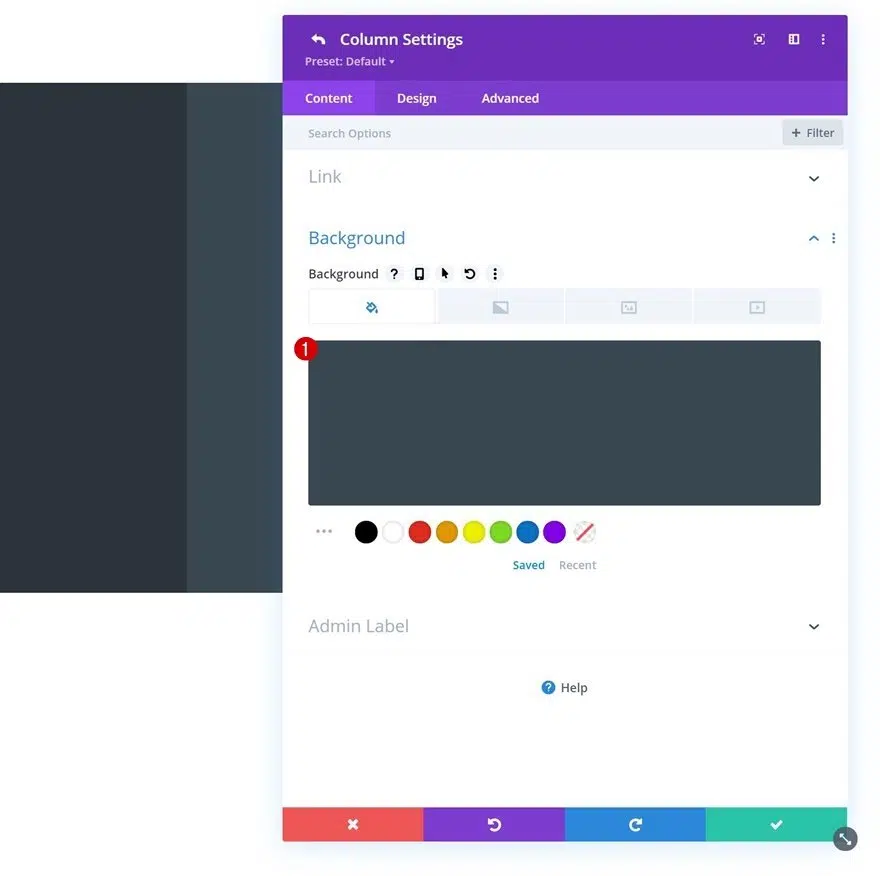 Column Settings
Preset: Default
Content Design Advanced
Search Options + Filter
Link
Background
Background ?
1
Saved Recent
Admin Label
? Help